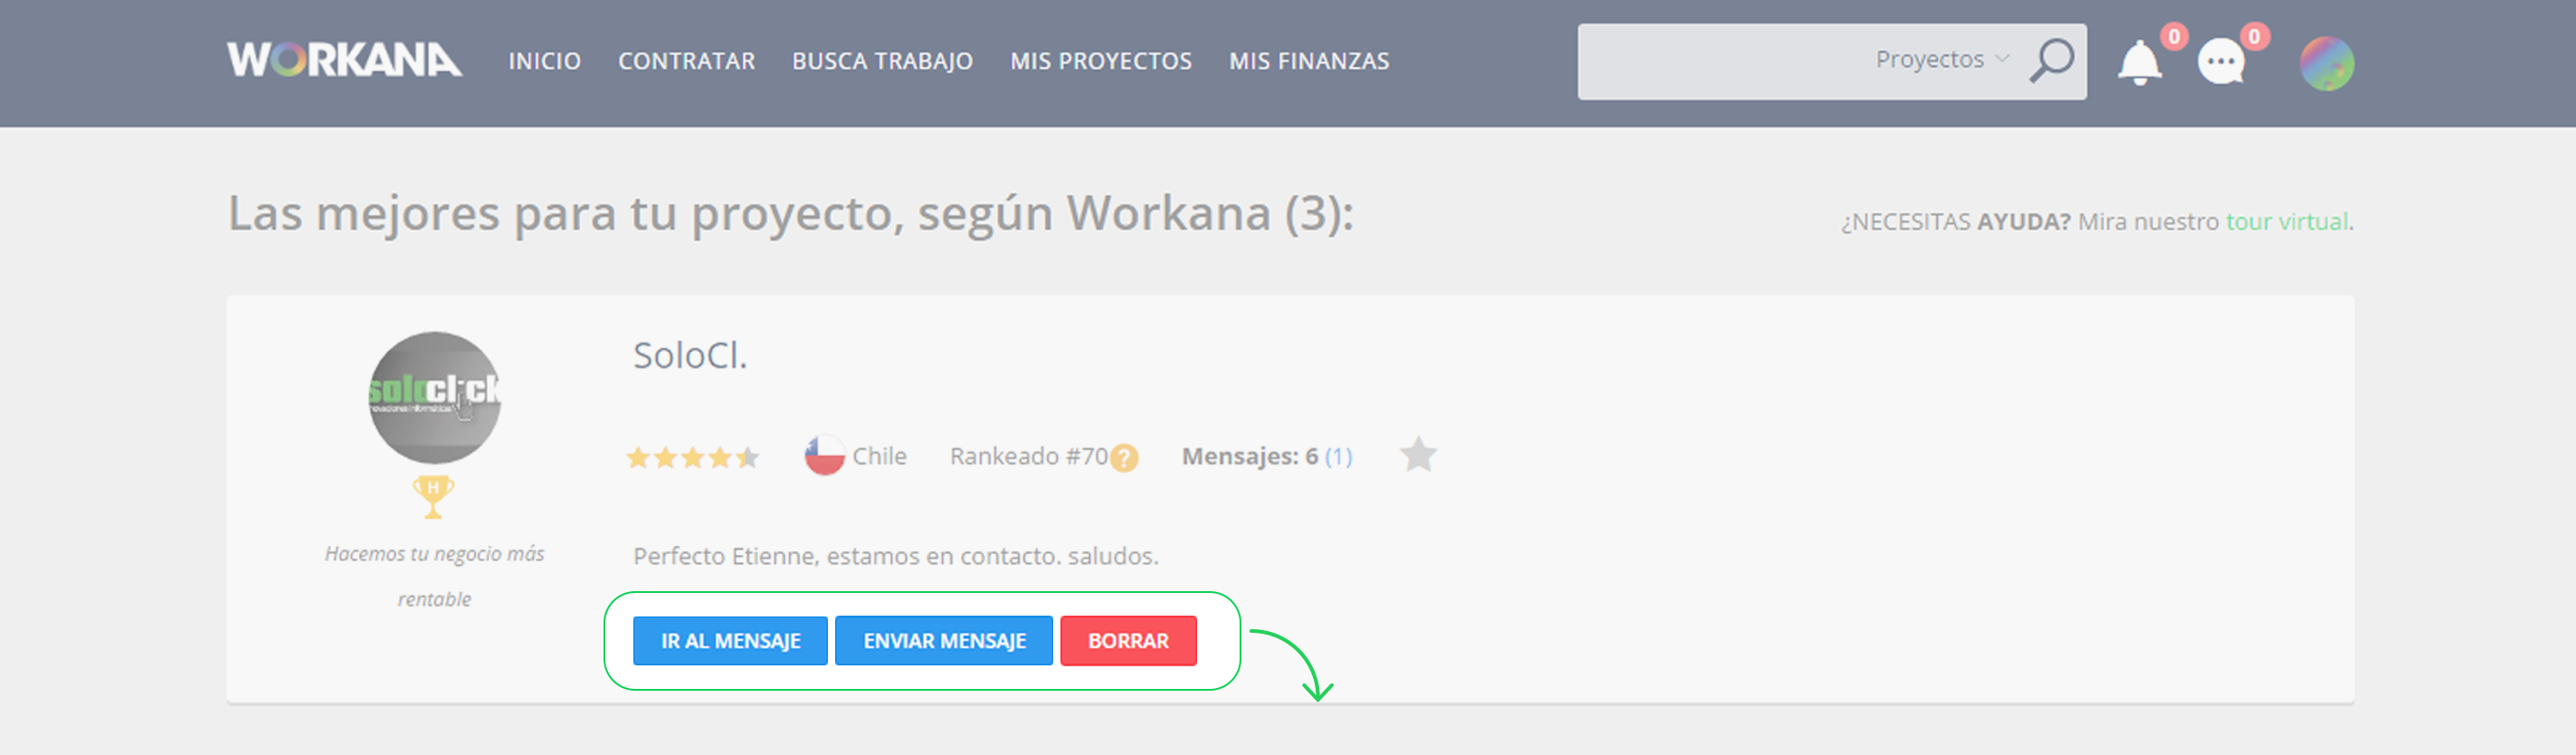 WORKANA INICIO CONTRATAR BUSCA TRABAJO MIS PROYECTOS MIS FINANZAS Proyectos 0 0
Las mejores para tu proyecto, según Workana (3):
¿NECESITAS AYUDA? Mira nuestro tour virtual.
soloclick
SoloCl.
Chile Rankeado #70 ? Mensajes: 6 (1)
H
Hacemos tu negocio más
rentable
Perfecto Etienne, estamos en contacto. saludos.
IR AL MENSAJE ENVIAR MENSAJE BORRAR